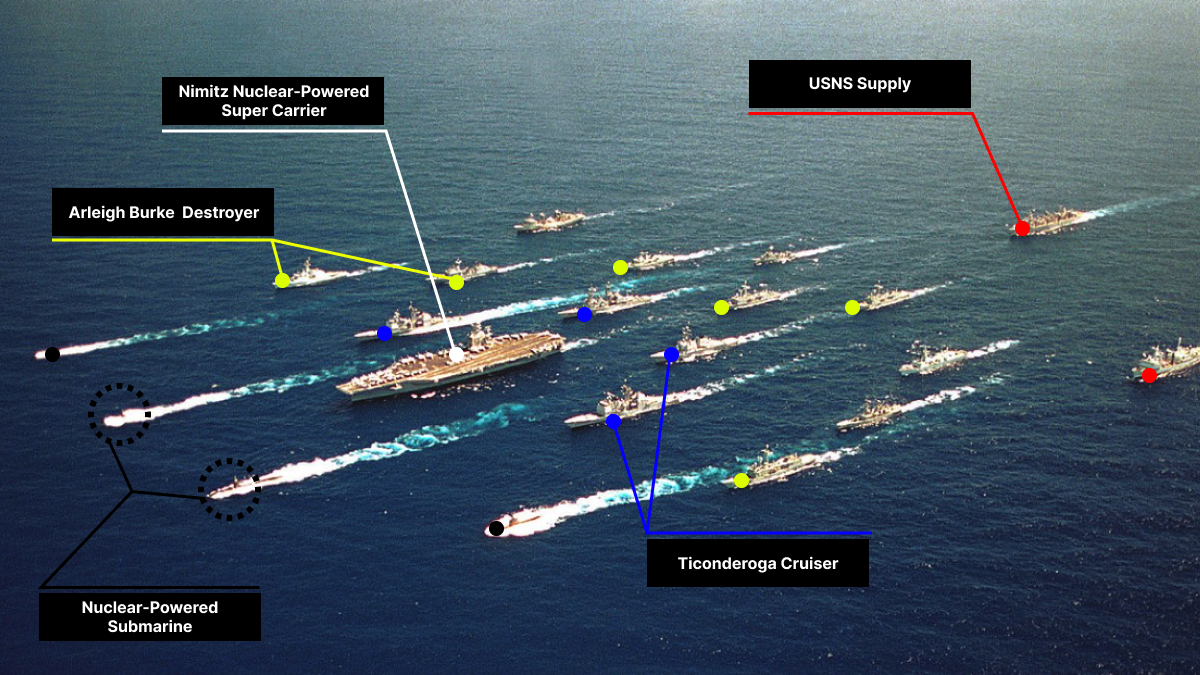 Nimitz Nuclear-Powered
Super Carrier
USNS Supply
Arleigh Burke  Destroyer
Ticonderoga Cruiser
Nuclear-Powered
Submarine